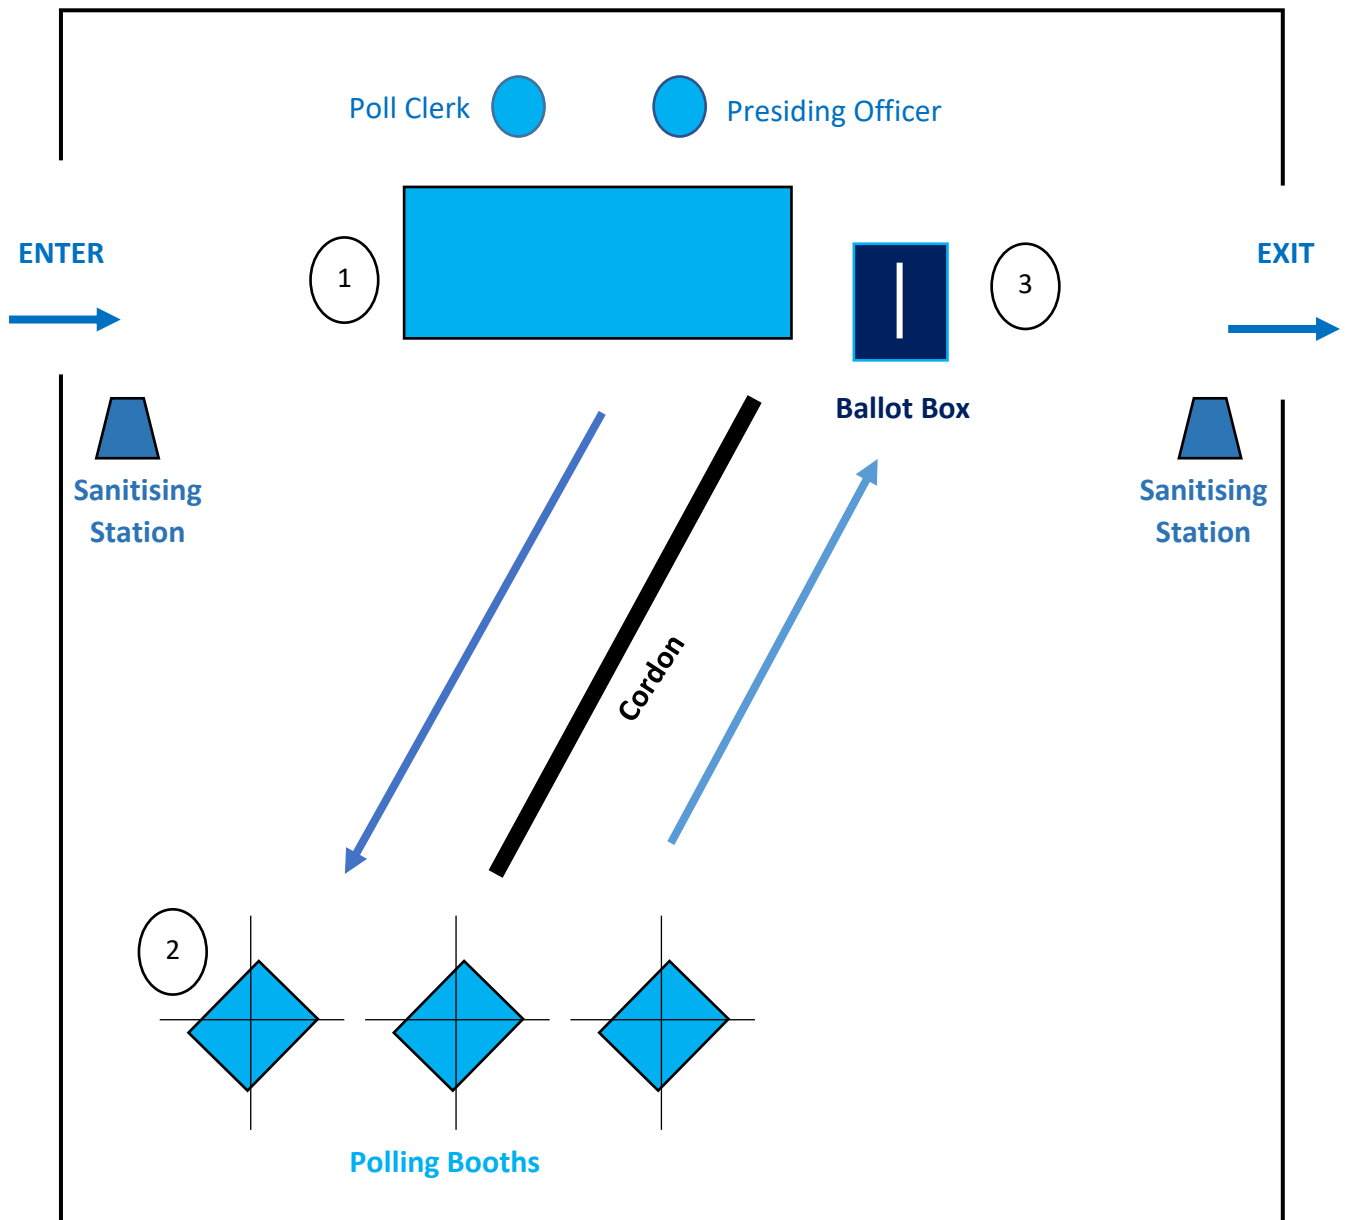 Poll Clerk
Presiding Officer
ENTER
1
3
EXIT
Ballot Box
Sanitising
Station
Sanitising
Station
Cordon
2
Polling Booths